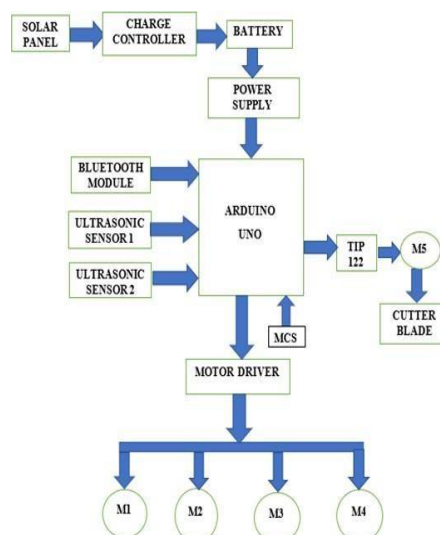 SOLAR
PANEL
CHARGE
CONTROLLER
BATTERY
POWER
SUPPLY
BLUETOOTH
MODULE
ULTRASONIC
SENSOR 1
ULTRASONIC
SENSOR 2
ARDUINO
UNO
TIP
122
M5
CUTTER
BLADE
MCS
MOTOR DRIVER
M1
M2
M3
M4